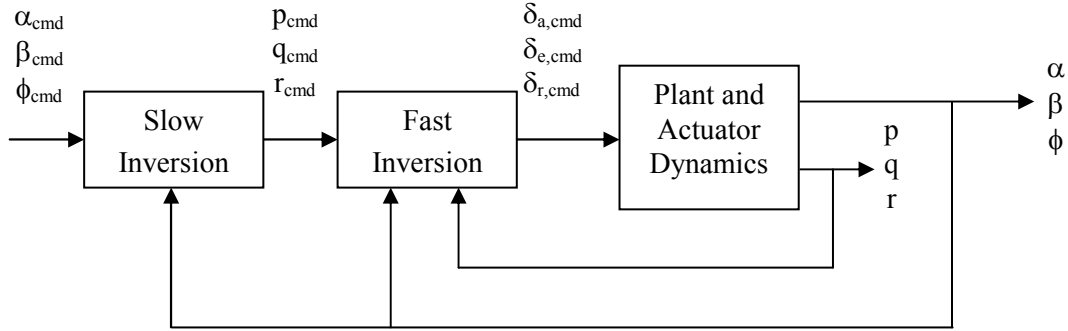 αcmd
βcmd
ϕcmd
Slow
Inversion
pcmd
qcmd
rcmd
Fast
Inversion
δa,cmd
δe,cmd
δr,cmd
Plant and
Actuator
Dynamics
p
q
r
α
β
ϕ